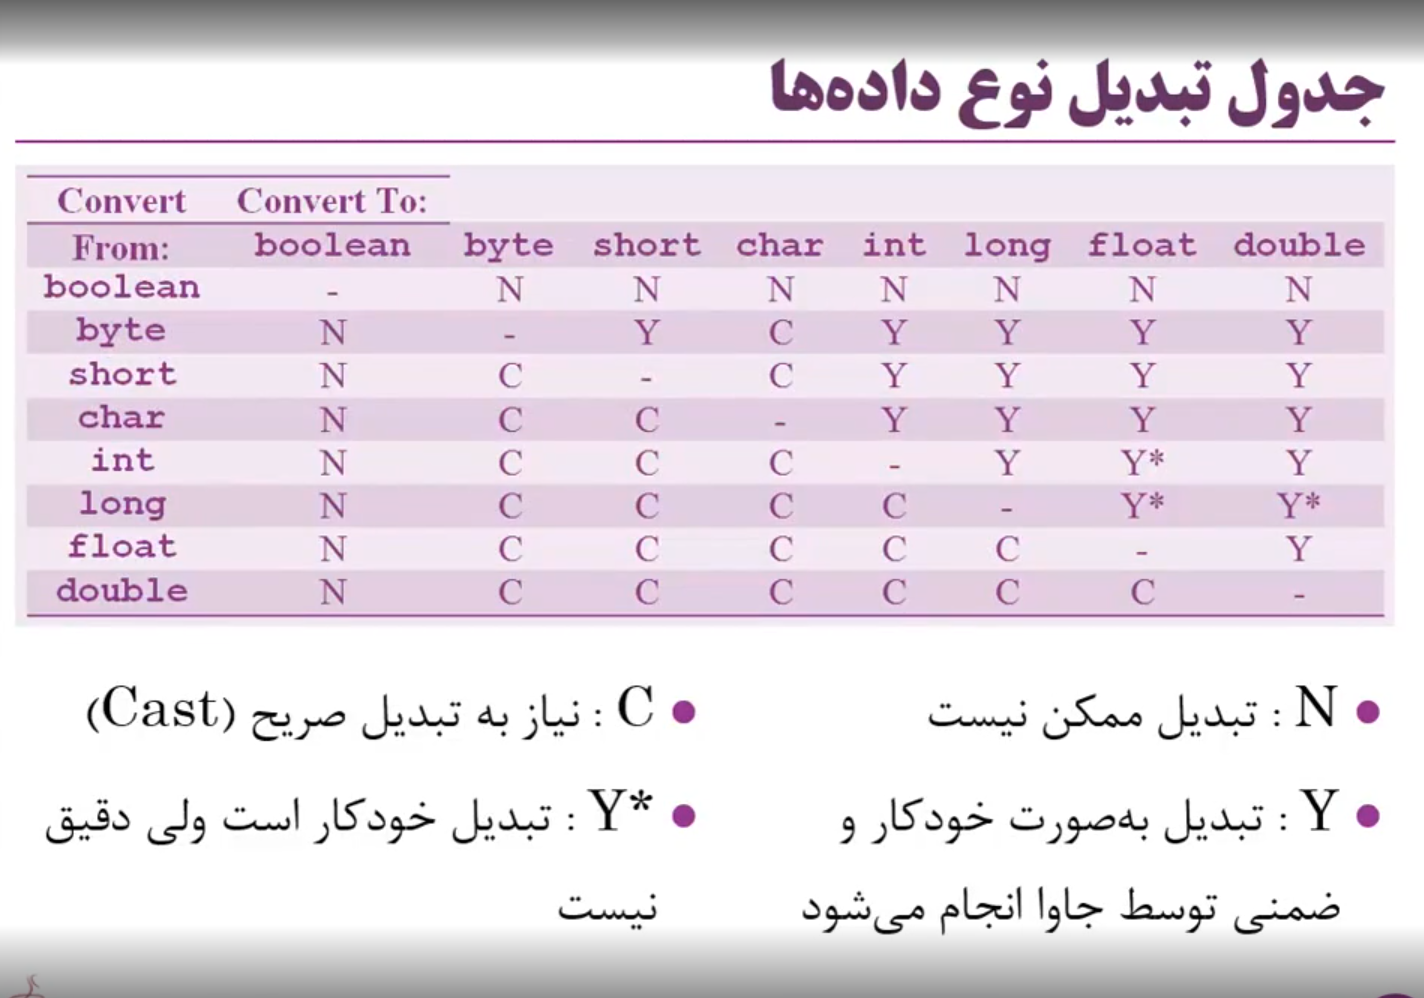 جدول تبدیل نوع داده‌ها
Convert Convert To:
From: boolean byte short char int long float double
boolean - N N N N N N N
byte N - Y C Y Y Y Y
short N C - C Y Y Y Y
char N C C - Y Y Y Y
int N C C C - Y Y* Y
long N C C C C - Y* Y*
float N C C C C C - Y
double N C C C C C C -
N : تبدیل ممکن نیست
Y : تبدیل به‌صورت خودکار و
ضمنی توسط جاوا انجام می‌شود
C : نیاز به تبدیل صریح (Cast)
Y* : تبدیل خودکار است ولی دقیق
نیست